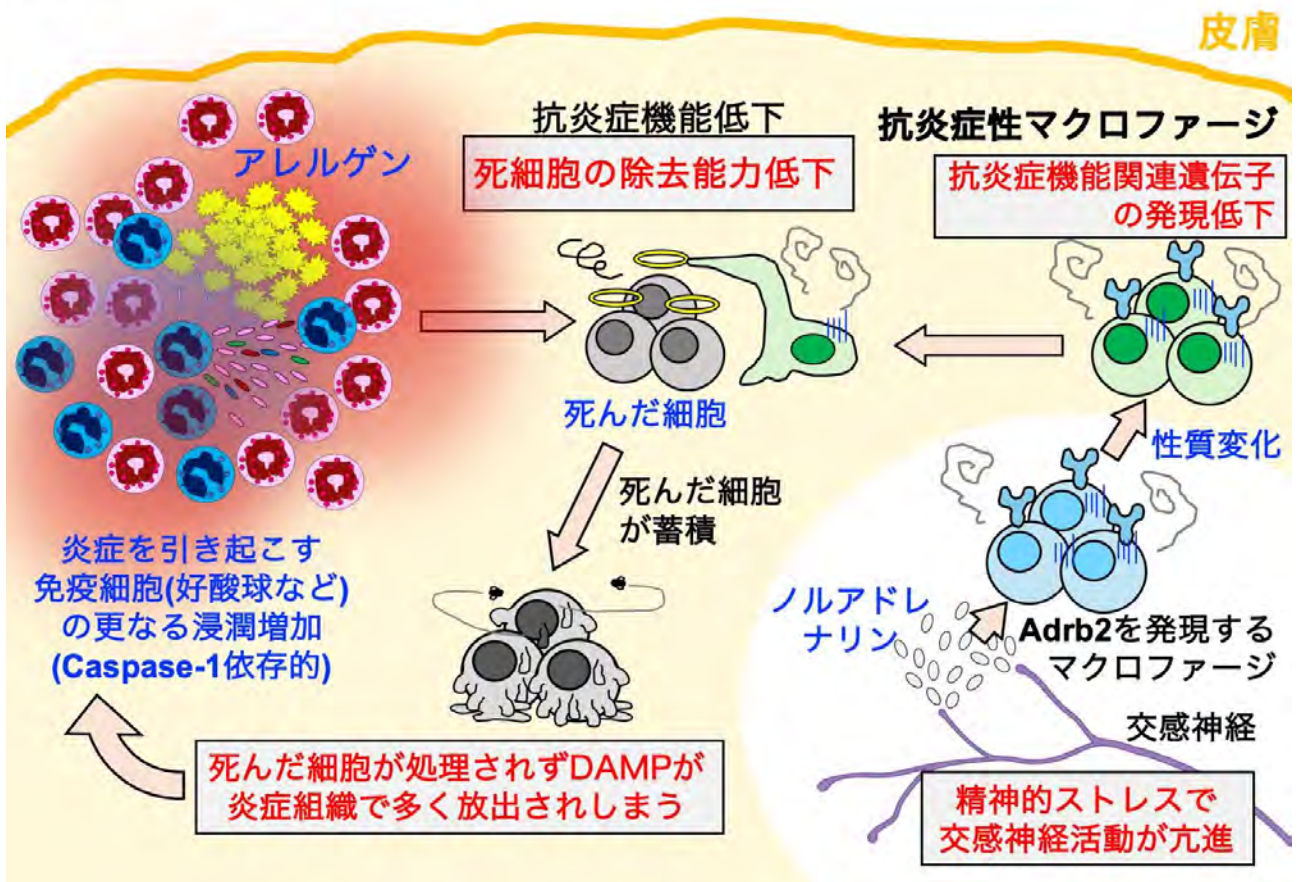 皮膚
アレルゲン
抗炎症機能低下
死細胞の除去能力低下
抗炎症性マクロファージ
抗炎症機能関連遺伝子
の発現低下
死んだ細胞
性質変化
死んだ細胞
が蓄積
炎症を引き起こす
免疫細胞(好酸球など)
の更なる浸潤増加
(Caspase-1依存的)
ノルアドレ
ナリン
Adrb2を発現する
マクロファージ
交感神経
死んだ細胞が処理されずDAMPが
炎症組織で多く放出されしまう
精神的ストレスで
交感神経活動が亢進